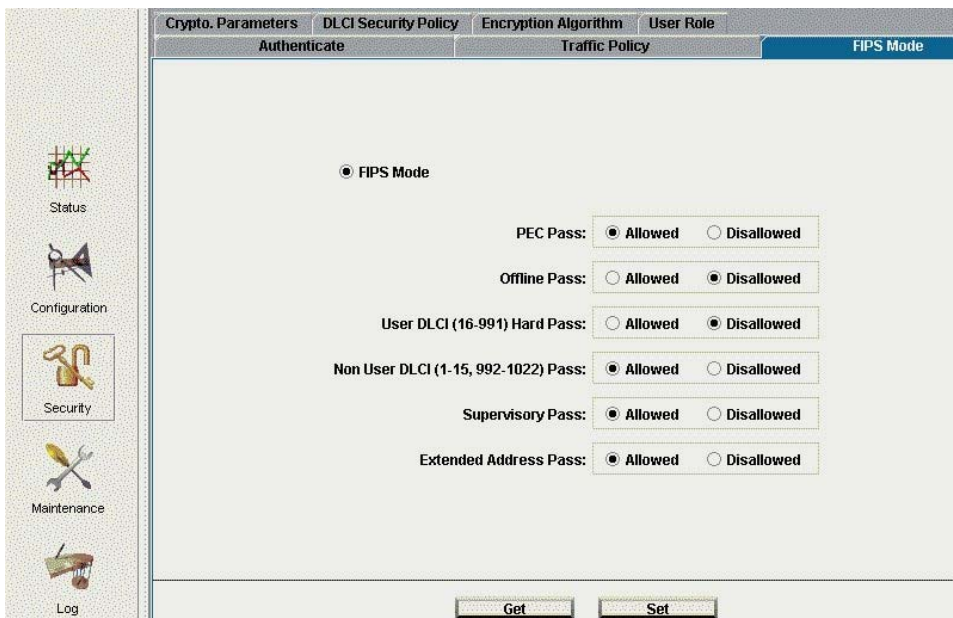 Crypto. Parameters DLCI Security Policy Encryption Algorithm User Role
Authenticate Traffic Policy FIPS Mode
Status
Configuration
Security
Maintenance
Log
FIPS Mode
PEC Pass: Allowed Disallowed
Offline Pass: Allowed Disallowed
User DLCI (16-991) Hard Pass: Allowed Disallowed
Non User DLCI (1-15, 992-1022) Pass: Allowed Disallowed
Supervisory Pass: Allowed Disallowed
Extended Address Pass: Allowed Disallowed
Get Set